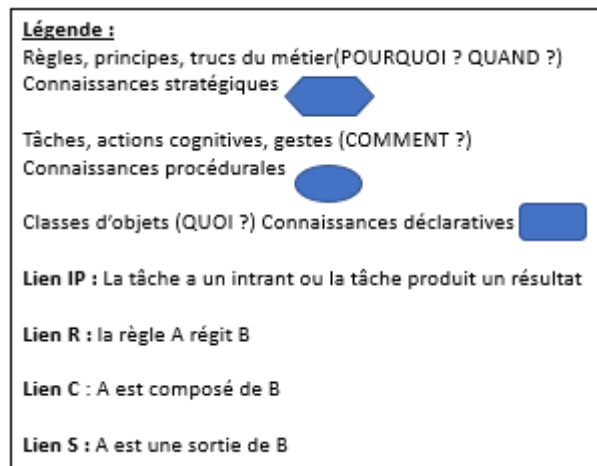 Légende :
Règles, principes, trucs du métier(POURQUOI ? QUAND ?)
Connaissances stratégiques
Tâches, actions cognitives, gestes (COMMENT ?)
Connaissances procédurales
Classes d'objets (QUOI ?) Connaissances déclaratives
Lien IP : La tâche a un intrant ou la tâche produit un résultat
Lien R : la règle A régit B
Lien C : A est composé de B
Lien S : A est une sortie de B